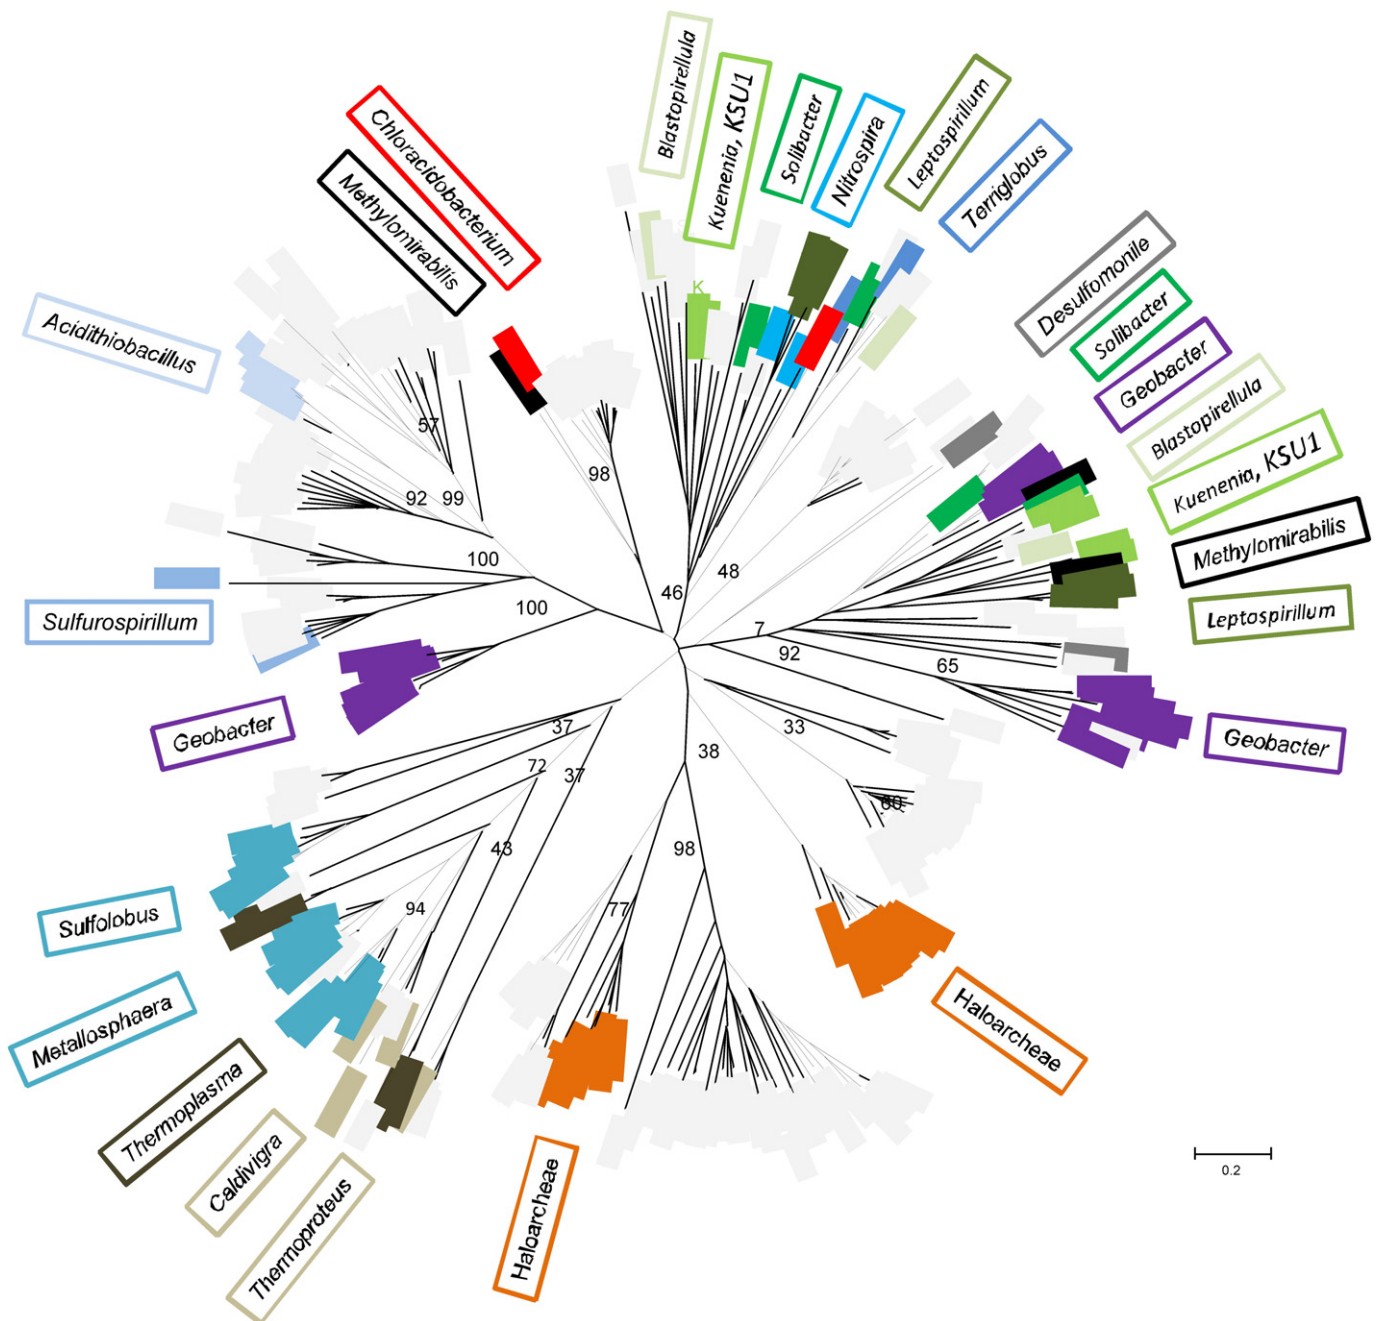 Blastopirellula
Kuenenia, KSU1
Solibacter
Nitrospira
Leptospirillum
Terriglobus
Chloracidobacterium
Methylomirabilis
Acidithiobacillus
Desulfomonile
Solibacter
Geobacter
Blastopirellula
Kuenenia, KSU1
Methylomirabilis
Leptospirillum
Geobacter
K
57
98
92
99
100
100
46
48
7
92
65
33
38
80
37
72
37
43
94
98
77
Sulfurospirillum
Geobacter
Sulfolobus
Metallosphaera
Thermoplasma
Caldivigra
Thermoproteus
Haloarcheae
Haloarcheae
0.2